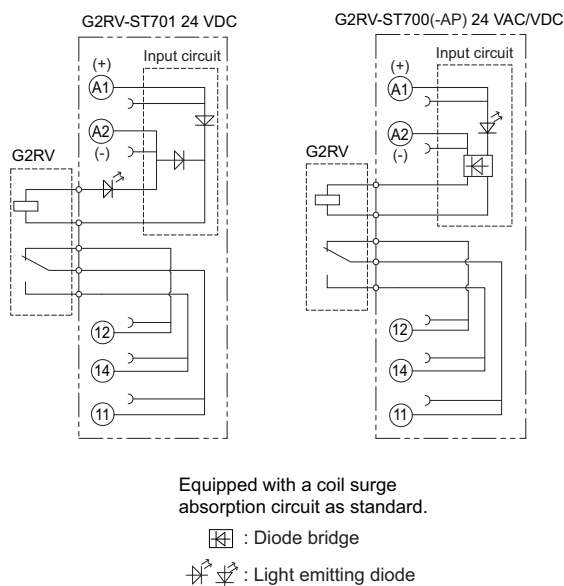 G2RV-ST701 24 VDC
Input circuit
(+)
A1
A2
(-)
G2RV
12
14
11
G2RV-ST700(-AP) 24 VAC/VDC
Input circuit
(+)
A1
A2
(-)
G2RV
12
14
11
Equipped with a coil surge
absorption circuit as standard.
: Diode bridge
: Light emitting diode